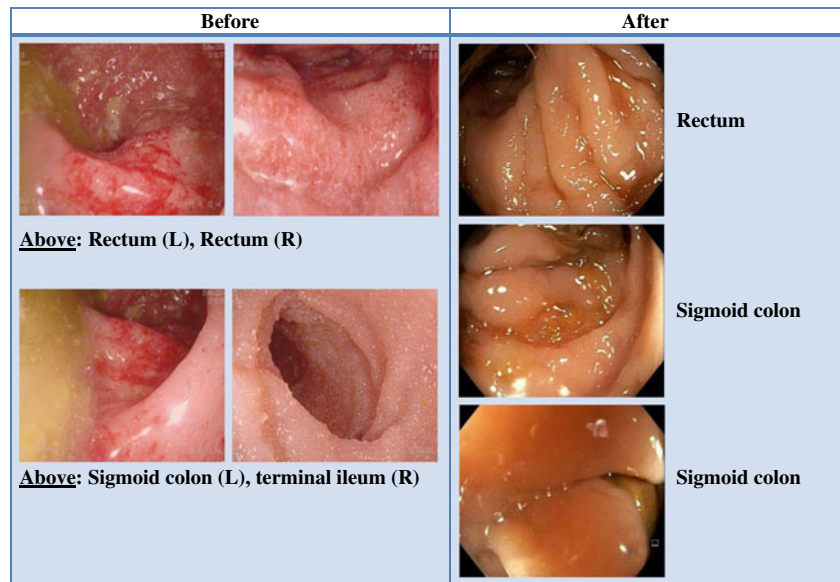 Before
After
Rectum
Above: Rectum (L), Rectum (R)
Sigmoid colon
Above: Sigmoid colon (L), terminal ileum (R)
Sigmoid colon